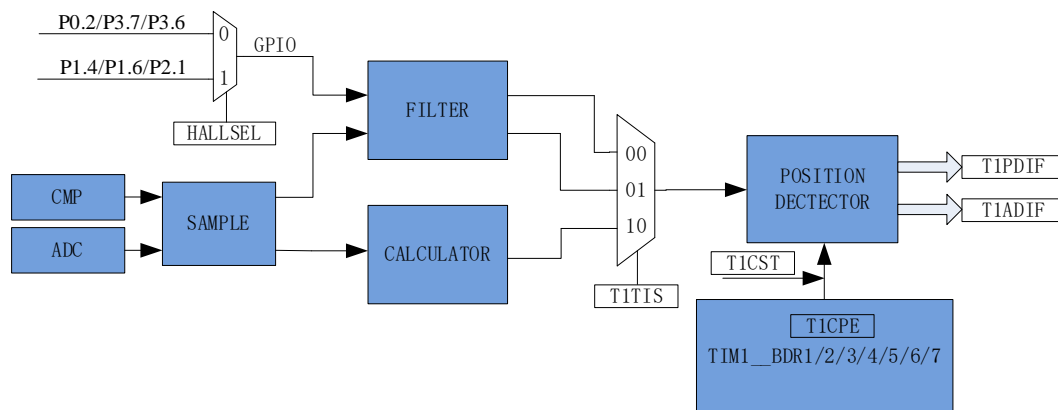 P0.2/P3.7/P3.6
0
GPIO
P1.4/P1.6/P2.1
1
HALLSEL
FILTER
CMP
ADC
SAMPLE
CALCULATOR
00
01
10
T1TIS
POSITION
DECTECTOR
T1PDIF
T1ADIF
T1CST
T1CPE
TIM1__BDR1/2/3/4/5/6/7